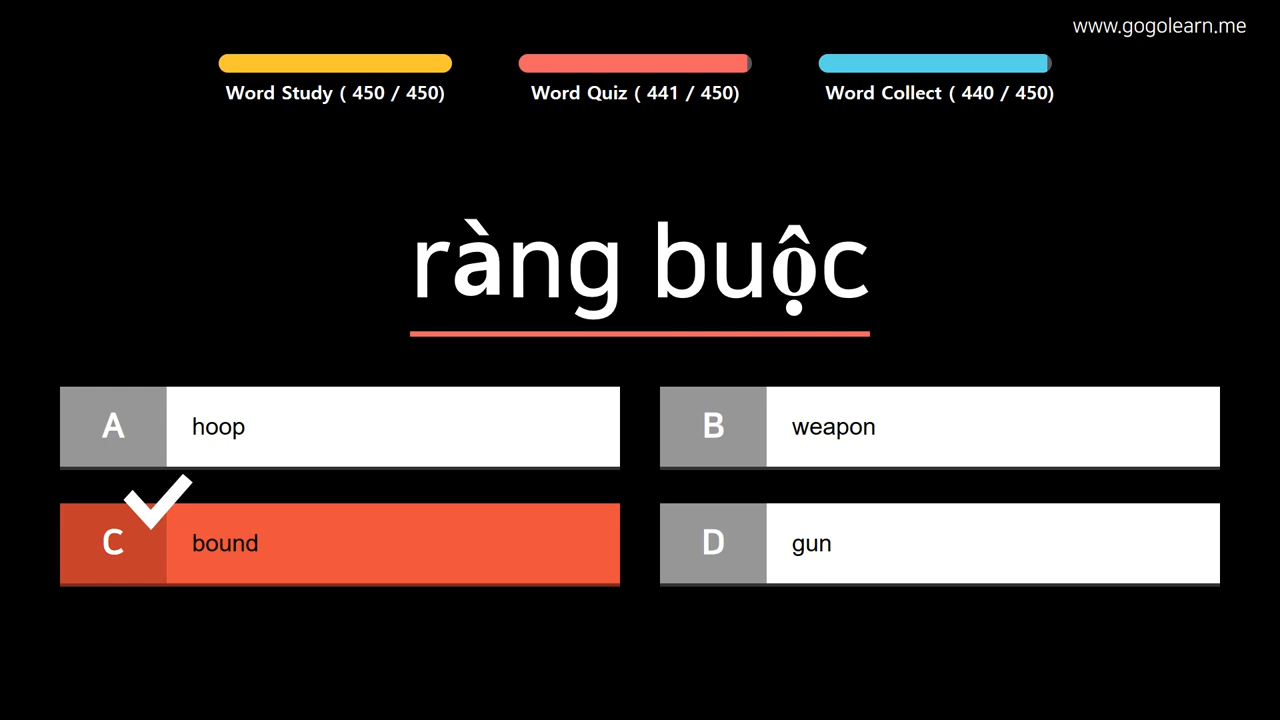 www.gogolearn.me
Word Study ( 450 / 450)
Word Quiz ( 441 / 450)
Word Collect ( 440 / 450)
ràng buộc
A hoop
B weapon
C bound
D gun